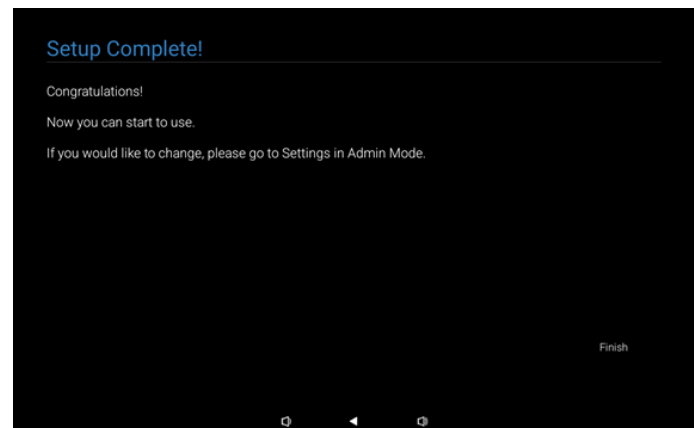 Setup Complete!
Congratulations!
Now you can start to use.
If you would like to change, please go to Settings in Admin Mode.
Finish